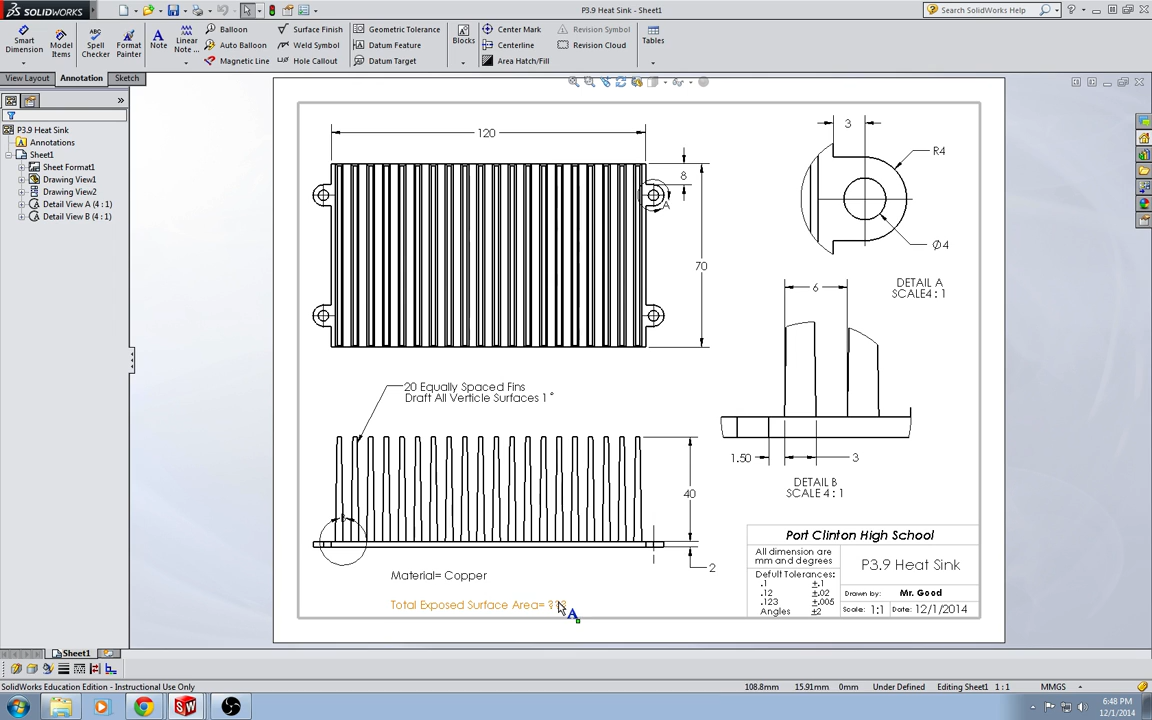 SOLIDWORKS
P3.9 Heat Sink - Sheet1
Search SolidWorks Help
Smart Dimension
Model Items
Spell Checker
Format Painter
Note
Linear Note ...
Balloon
Auto Balloon
Magnetic Line
Surface Finish
Weld Symbol
Hole Callout
Geometric Tolerance
Datum Feature
Datum Target
Blocks
Center Mark
Centerline
Area Hatch/Fill
Revision Symbol
Revision Cloud
Tables
View Layout
Annotation
Sketch
P3.9 Heat Sink
Annotations
Sheet1
Sheet Format1
Drawing View1
Drawing View2
Detail View A (4 : 1)
Detail View B (4 : 1)
120
8
A
70
3
R4
Ø4
DETAIL A
SCALE4 : 1
6
1.50
3
DETAIL B
SCALE 4 : 1
20 Equally Spaced Fins
Draft All Verticle Surfaces 1°
40
2
Material= Copper
Total Exposed Surface Area= ???
A
Port Clinton High School
All dimension are
mm and degrees
P3.9 Heat Sink
Defult Tolerances:
.1 ±.1
.12 ±.02
.123 ±.005
Angles ±2
Drawn by: Mr. Good
Scale: 1:1 Date: 12/1/2014
Sheet1
SolidWorks Education Edition - Instructional Use Only
108.8mm 15.91mm 0mm Under Defined Editing Sheet1 1 : 1 MMGS
6:48 PM
12/1/2014